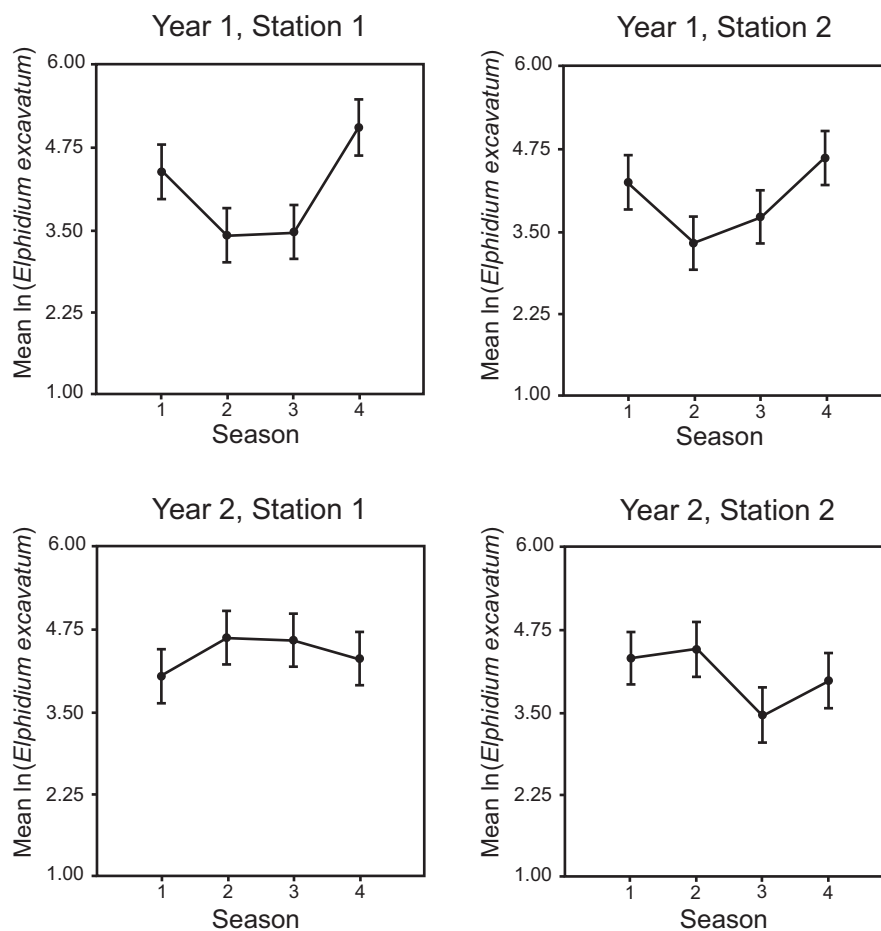 Year 1, Station 1
Mean ln(Elphidium excavatum)
6.00
4.75
3.50
2.25
1.00
1 2 3 4
Season
Year 1, Station 2
Mean ln(Elphidium excavatum)
6.00
4.75
3.50
2.25
1.00
1 2 3 4
Season
Year 2, Station 1
Mean ln(Elphidium excavatum)
6.00
4.75
3.50
2.25
1.00
1 2 3 4
Season
Year 2, Station 2
Mean ln(Elphidium excavatum)
6.00
4.75
3.50
2.25
1.00
1 2 3 4
Season